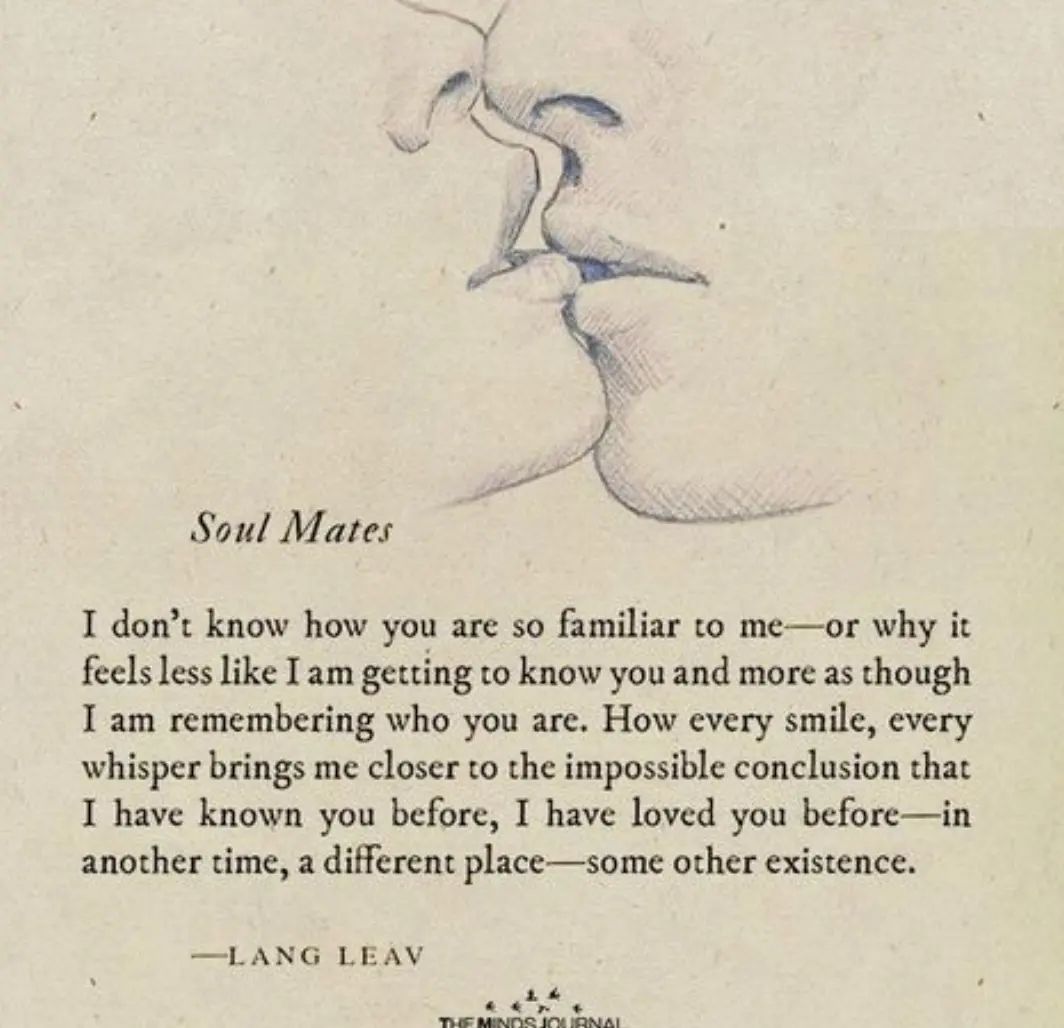 Soul Mates
I don't know how you are so familiar to me—or why it
feels less like I am getting to know you and more as though
I am remembering who you are. How every smile, every
whisper brings me closer to the impossible conclusion that
I have known you before, I have loved you before—in
another time, a different place—some other existence.
—LANG LEAV
THE MINDS JOURNAL